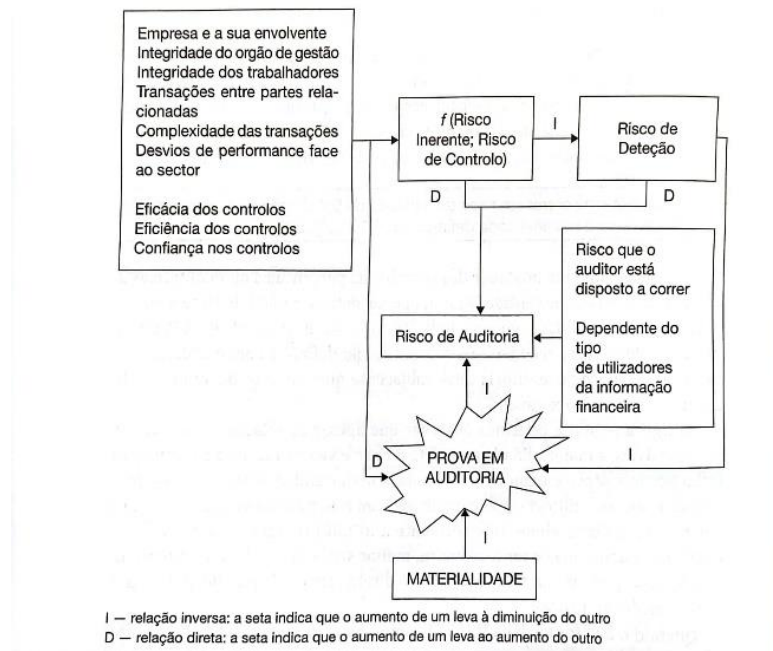 Empresa e a sua envolvente
Integridade do orgão de gestão
Integridade dos trabalhadores
Transações entre partes rela-
cionadas
Complexidade das transações
Desvios de performance face
ao sector
Eficácia dos controlos
Eficiência dos controlos
Confiança nos controlos
f (Risco
Inerente; Risco
de Controlo)
I
Risco de
Deteção
D
D
Risco que o
auditor está
disposto a correr
Dependente do
tipo
de utilizadores
da informação
financeira
Risco de Auditoria
I
D
PROVA EM
AUDITORIA
I
I
MATERIALIDADE
I — relação inversa: a seta indica que o aumento de um leva à diminuição do outro
D — relação direta: a seta indica que o aumento de um leva ao aumento do outro